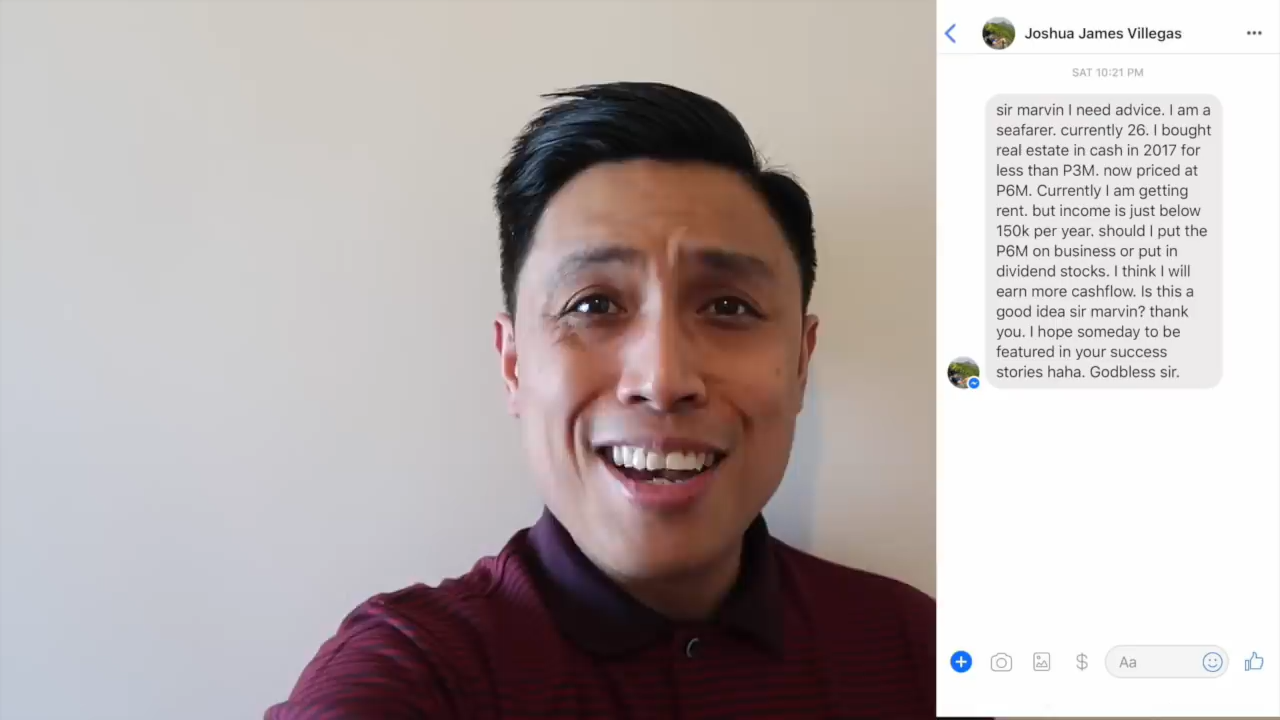 Joshua James Villegas
SAT 10:21 PM
sir marvin I need advice. I am a
seafarer. currently 26. I bought
real estate in cash in 2017 for
less than P3M. now priced at
P6M. Currently I am getting
rent. but income is just below
150k per year. should I put the
P6M on business or put in
dividend stocks. I think I will
earn more cashflow. Is this a
good idea sir marvin? thank
you. I hope someday to be
featured in your success
stories haha. Godbless sir.
Aa